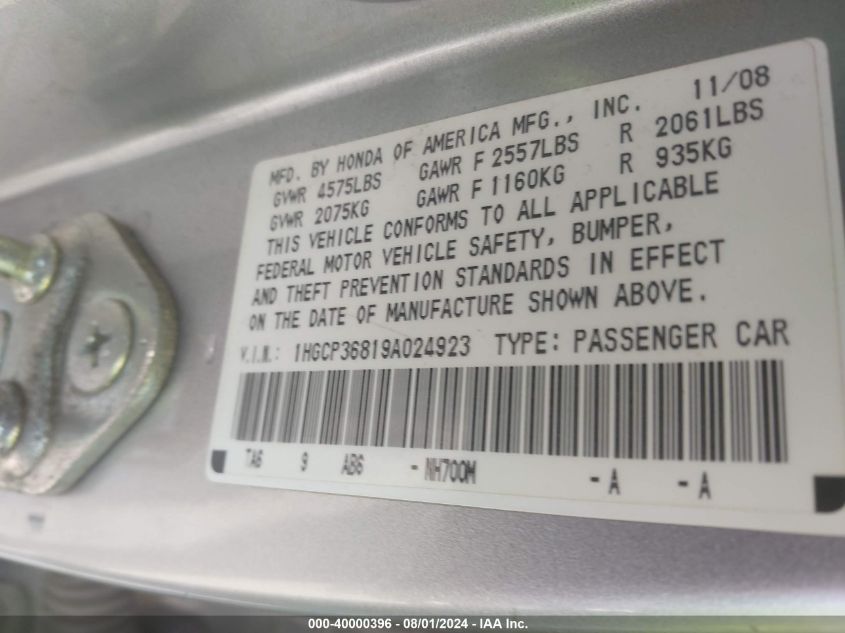 MFD. BY HONDA OF AMERICA MFG., INC. 11/08
GVWR 4575LBS GAWR F 2557LBS R 2061LBS
GVWR 2075KG GAWR F 1160KG R 935KG
THIS VEHICLE CONFORMS TO ALL APPLICABLE
FEDERAL MOTOR VEHICLE SAFETY, BUMPER,
AND THEFT PREVENTION STANDARDS IN EFFECT
ON THE DATE OF MANUFACTURE SHOWN ABOVE.
V.I.N.: 1HGCP36819A024923 TYPE: PASSENGER CAR
TA6 9 AB6 - NH700M - A - A
000-40000396 - 08/01/2024 - IAA Inc.